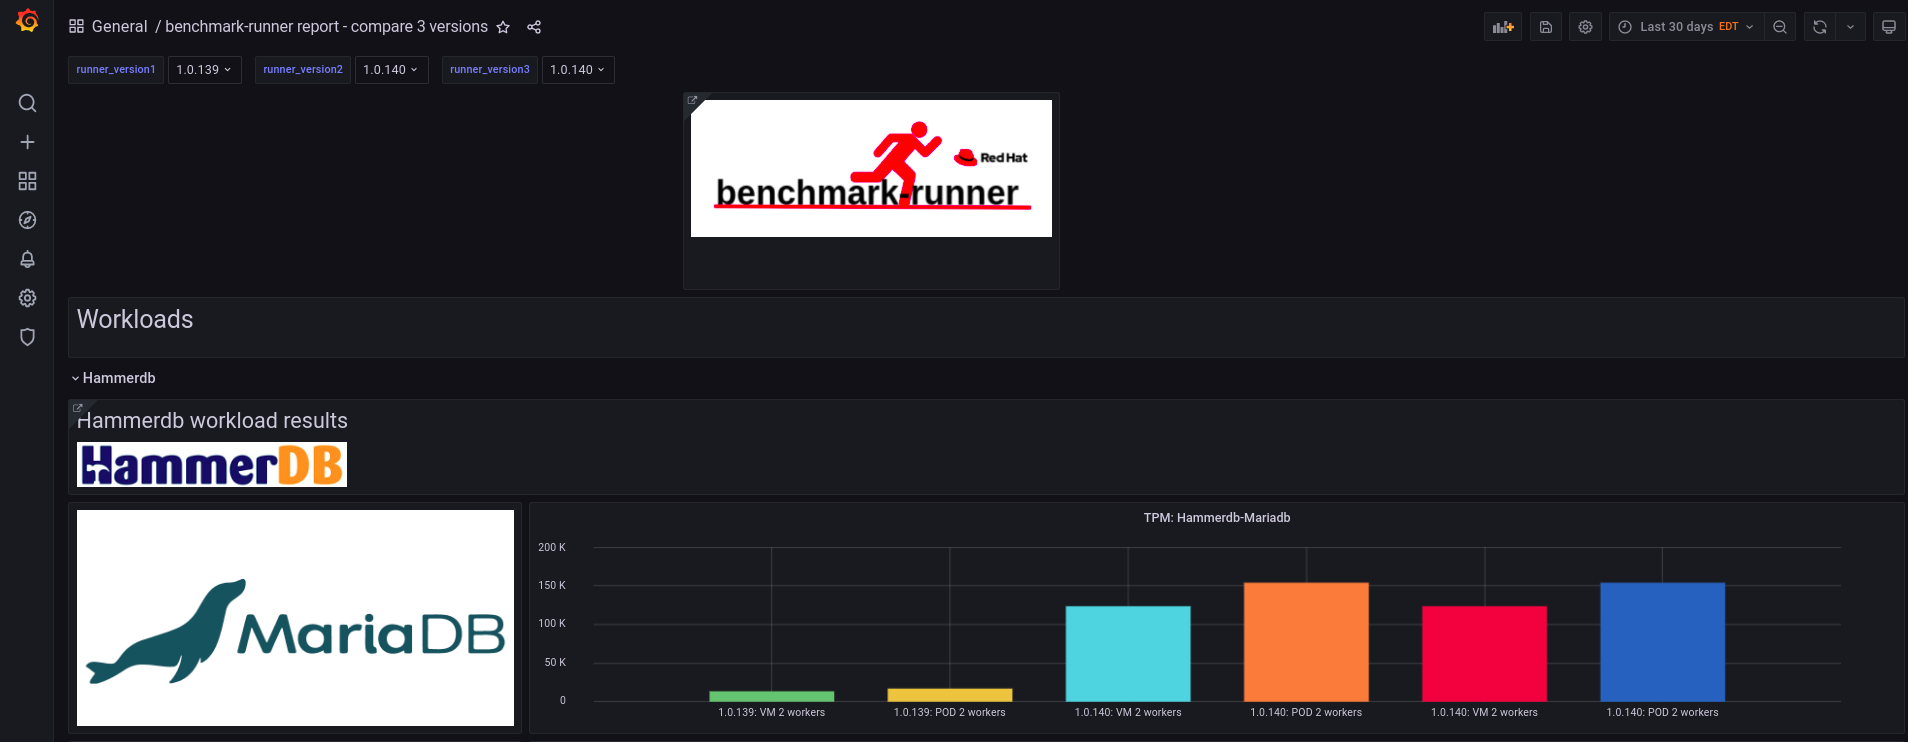 General / benchmark-runner report - compare 3 versions
Last 30 days EDT
runner_version1 1.0.139 runner_version2 1.0.140 runner_version3 1.0.140
Red Hat
benchmark-runner
Workloads
Hammerdb
Hammerdb workload results
HammerDB
MariaDB
TPM: Hammerdb-Mariadb
200 K
150 K
100 K
50 K
0
1.0.139: VM 2 workers 1.0.139: POD 2 workers 1.0.140: VM 2 workers 1.0.140: POD 2 workers 1.0.140: VM 2 workers 1.0.140: POD 2 workers